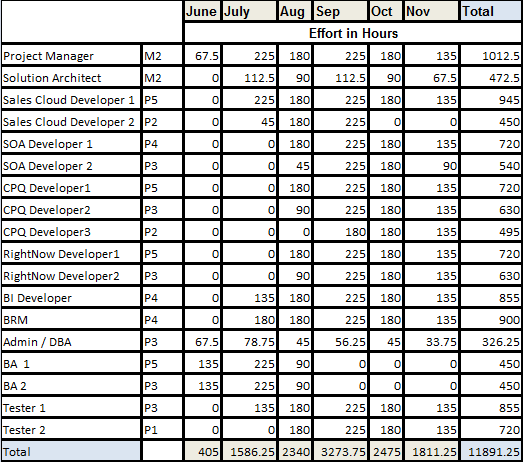 June July Aug Sep Oct Nov Total
Effort in Hours
Project Manager M2 67.5 225 180 225 180 135 1012.5
Solution Architect M2 0 112.5 90 112.5 90 67.5 472.5
Sales Cloud Developer 1 P5 0 225 180 225 180 135 945
Sales Cloud Developer 2 P2 0 45 180 225 0 0 450
SOA Developer 1 P4 0 0 180 225 180 135 720
SOA Developer 2 P3 0 0 45 225 180 90 540
CPQ Developer1 P5 0 0 180 225 180 135 720
CPQ Developer2 P3 0 0 90 225 180 135 630
CPQ Developer3 P2 0 0 0 180 180 135 495
RightNow Developer1 P5 0 0 180 225 180 135 720
RightNow Developer2 P3 0 0 90 225 180 135 630
BI Developer P4 0 135 180 225 180 135 855
BRM P4 0 180 180 225 180 135 900
Admin / DBA P3 67.5 78.75 45 56.25 45 33.75 326.25
BA 1 P5 135 225 90 0 0 0 450
BA 2 P3 135 225 90 0 0 0 450
Tester 1 P3 0 135 180 225 180 135 855
Tester 2 P1 0 0 180 225 180 135 720
Total 405 1586.25 2340 3273.75 2475 1811.25 11891.25